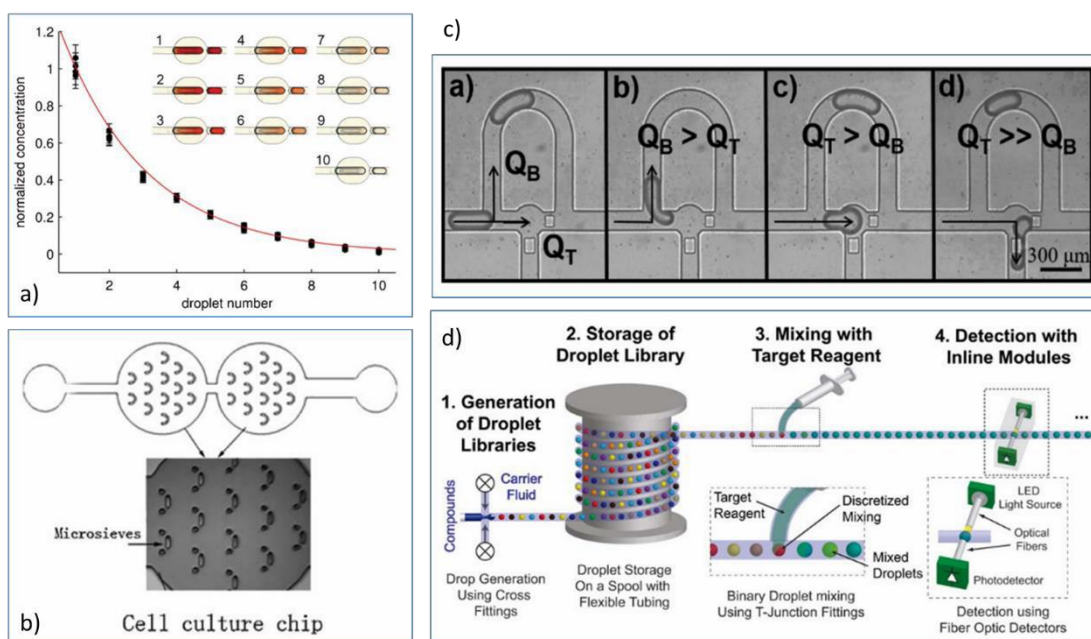 normalized concentration
1.2
1
0.8
0.6
0.4
0.2
0
2
4
6
8
10
droplet number
1
2
3
4
5
6
7
8
9
10
a)
c)
a)
Q_B
Q_T
b)
Q_B > Q_T
c)
Q_T > Q_B
d)
Q_T >> Q_B
300 μm
Microsieves
Cell culture chip
b)
d)
1. Generation
of Droplet
Libraries
Compounds
Carrier
Fluid
Drop Generation
Using Cross
Fittings
2. Storage of
Droplet Library
Droplet Storage
On a Spool with
Flexible Tubing
3. Mixing with
Target Reagent
Target
Reagent
Discretized
Mixing
Mixed
Droplets
Binary Droplet mixing
Using T-Junction Fittings
4. Detection with
Inline Modules
...
LED
Light Source
Optical
Fibers
Photodetector
Detection using
Fiber Optic Detectors